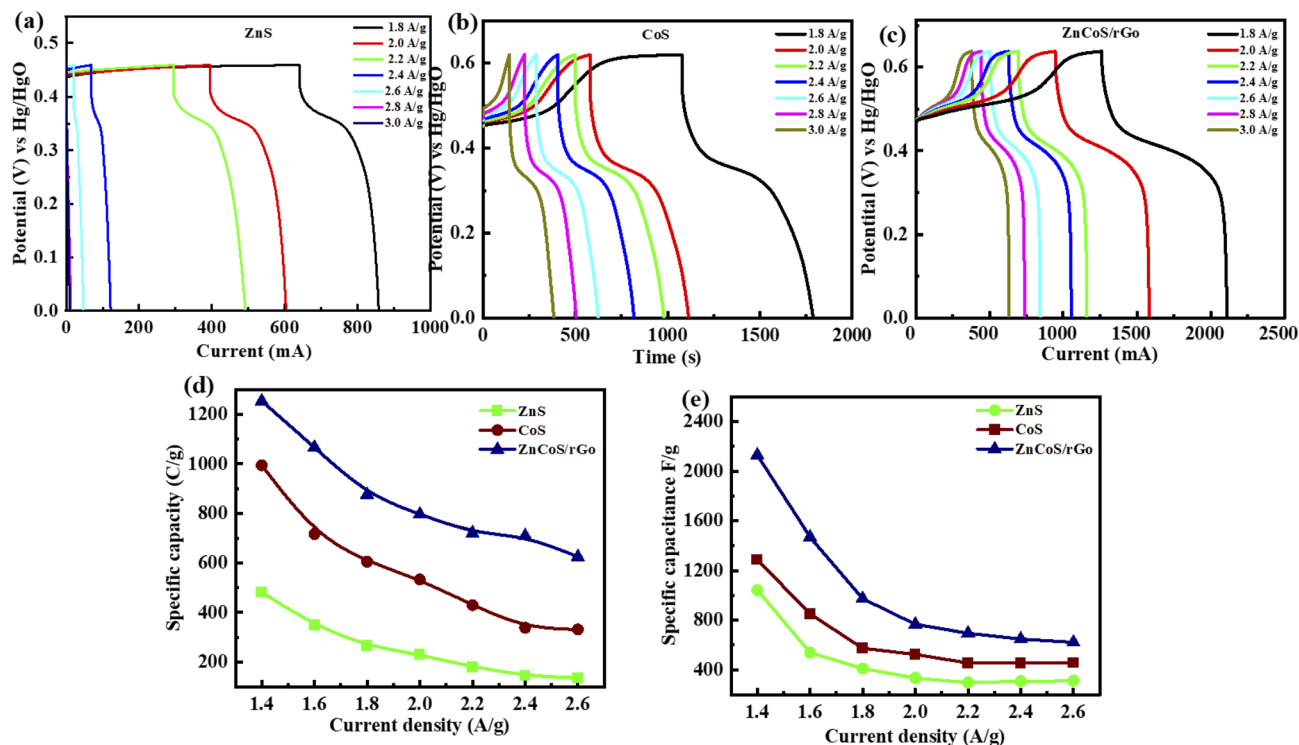 (a)
ZnS
1.8 A/g
2.0 A/g
2.2 A/g
2.4 A/g
2.6 A/g
2.8 A/g
3.0 A/g
0.5
0.4
0.3
0.2
0.1
0.0
Potential (V) vs Hg/HgO
0
200
400
600
800
1000
Current (mA)
(b)
CoS
1.8 A/g
2.0 A/g
2.2 A/g
2.4 A/g
2.6 A/g
2.8 A/g
3.0 A/g
0.6
0.4
0.2
0.0
Potential (V) vs Hg/HgO
0
500
1000
1500
2000
Time (s)
(c)
ZnCoS/rGo
1.8 A/g
2.0 A/g
2.2 A/g
2.4 A/g
2.6 A/g
2.8 A/g
3.0 A/g
0.6
0.4
0.2
0.0
Potentital (V) vs Hg/HgO
0
500
1000
1500
2000
2500
Current (mA)
(d)
ZnS
CoS
ZnCoS/rGo
1200
1000
800
600
400
200
Specific capacity (C/g)
1.4
1.6
1.8
2.0
2.2
2.4
2.6
Current density (A/g)
(e)
ZnS
CoS
ZnCoS/rGo
2400
2000
1600
1200
800
400
Specific capacitance F/g
1.4
1.6
1.8
2.0
2.2
2.4
2.6
Current density (A/g)